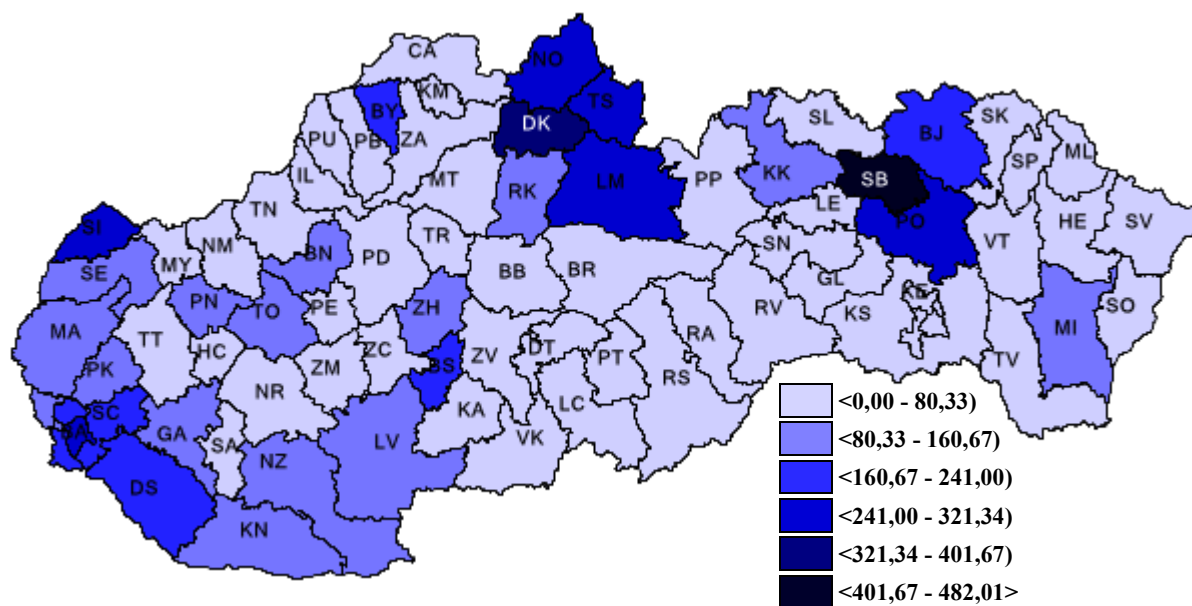 CA
NO
KM
TS
BY
DK
PU
PB
ZA
SL
BJ
SK
SP
ML
IL
MT
RK
LM
PP
KK
SB
LE
TN
SI
NM
BN
PD
TR
BB
BR
SN
PO
VT
HE
SV
SE
MY
PN
TO
PE
ZH
GL
KE
KS
RV
SO
MI
MA
TT
HC
ZM
ZC
BS
ZV
DT
PT
RA
TV
PK
NR
RS
SC
GA
SA
LV
KA
LC
VK
BA
NZ
DS
KN
<0,00 - 80,33)
<80,33 - 160,67)
<160,67 - 241,00)
<241,00 - 321,34)
<321,34 - 401,67)
<401,67 - 482,01>